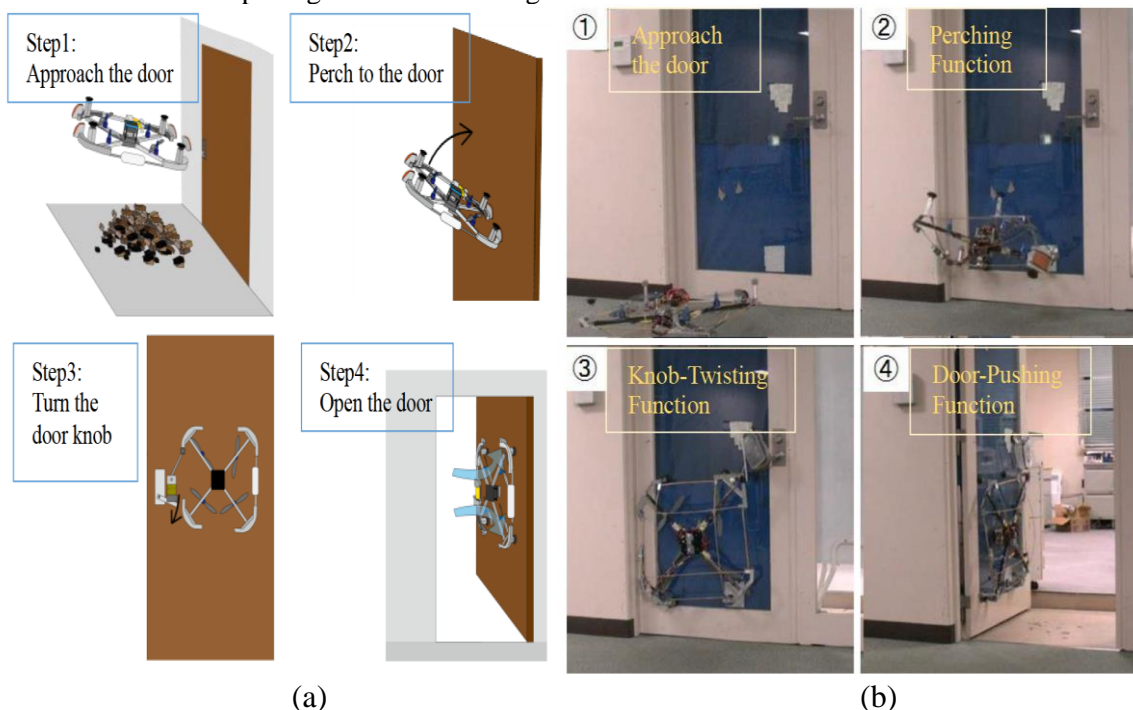 Step1:
Approach the door
Step2:
Perch to the door
Step3:
Turn the
door knob
Step4:
Open the door
(a)
①
Approach
the door
②
Perching
Function
③
Knob-Twisting
Function
④
Door-Pushing
Function
(b)